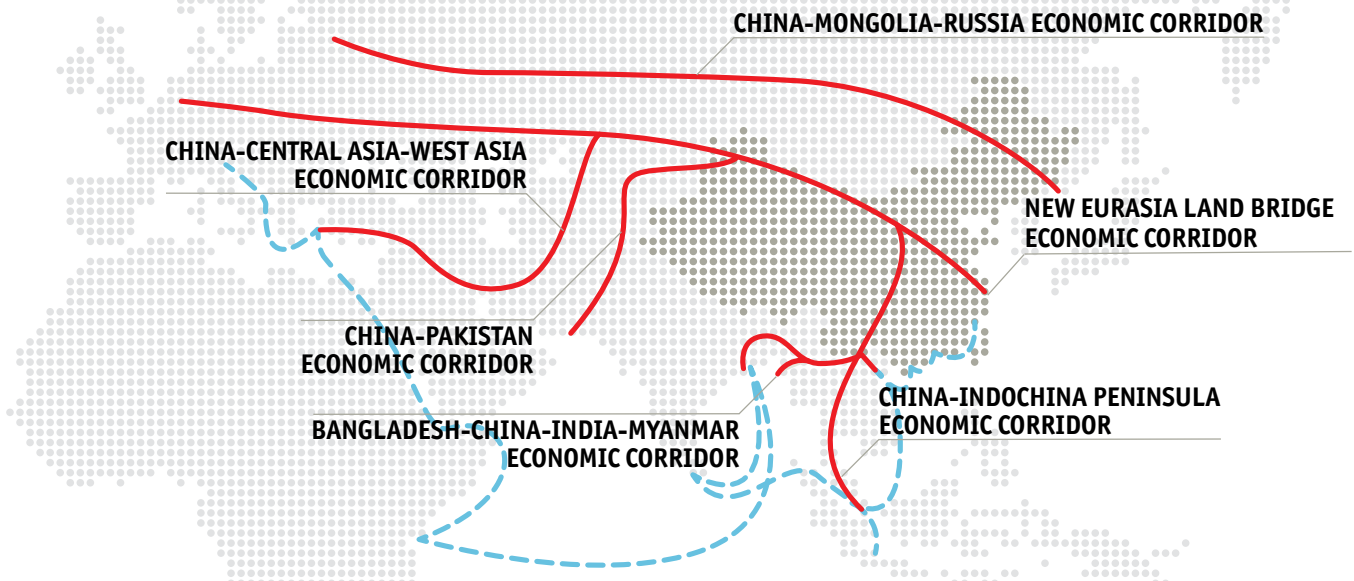 CHINA-MONGOLIA-RUSSIA ECONOMIC CORRIDOR
CHINA-CENTRAL ASIA-WEST ASIA
ECONOMIC CORRIDOR
NEW EURASIA LAND BRIDGE
ECONOMIC CORRIDOR
CHINA-PAKISTAN
ECONOMIC CORRIDOR
CHINA-INDOCHINA PENINSULA
ECONOMIC CORRIDOR
BANGLADESH-CHINA-INDIA-MYANMAR
ECONOMIC CORRIDOR